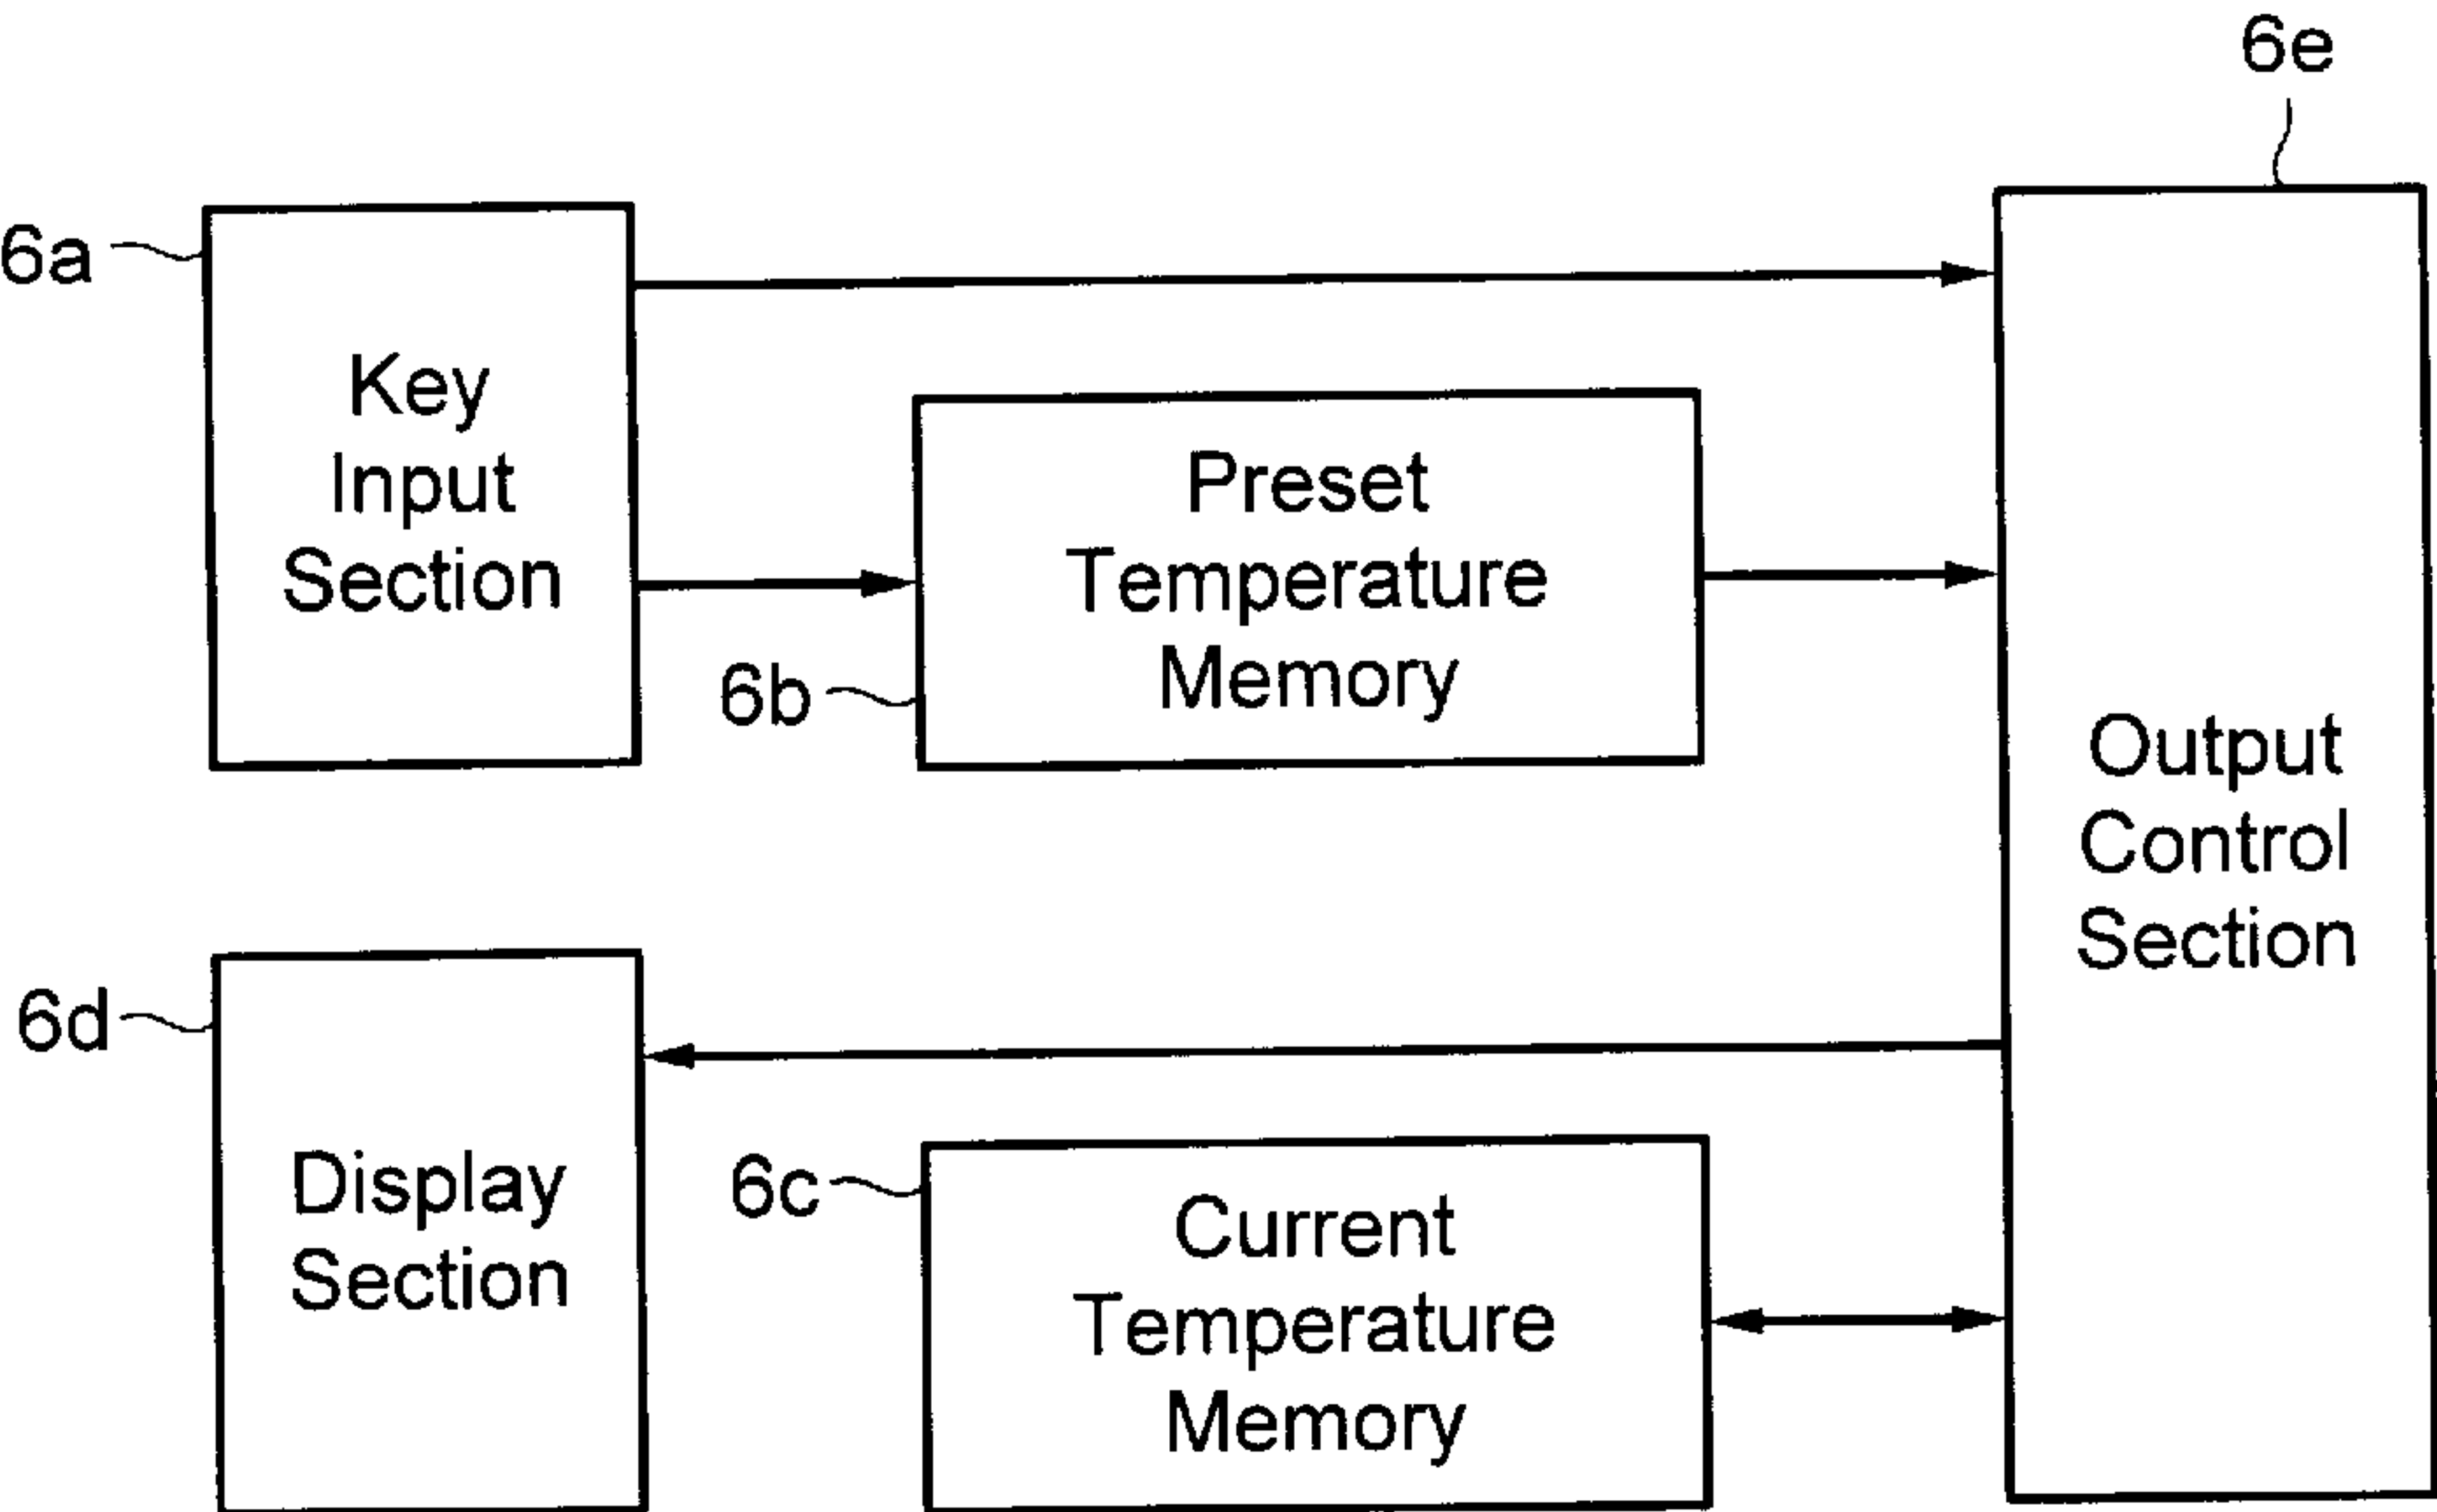 6e
6a
Key
Input
Section
Preset
Temperature
Memory
6b
Output
Control
Section
6d
Display
Section
6c
Current
Temperature
Memory